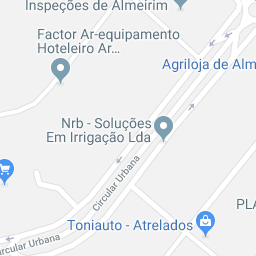 Inspeções de Almeirim
Factor Ar-equipamento
Hoteleiro Ar…
Agriloja de Alm
Nrb - Soluções
Em Irrigação Lda
Circular Urbana
PLA
Toniauto - Atrelados
Circular Urbana